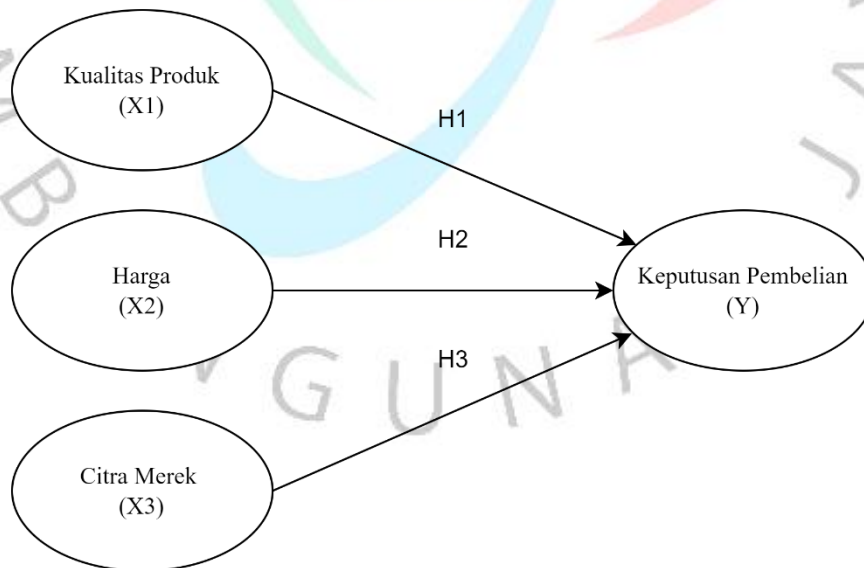 Kualitas Produk
(X1)
H1
Harga
(X2)
H2
Keputusan Pembelian
(Y)
Citra Merek
(X3)
H3